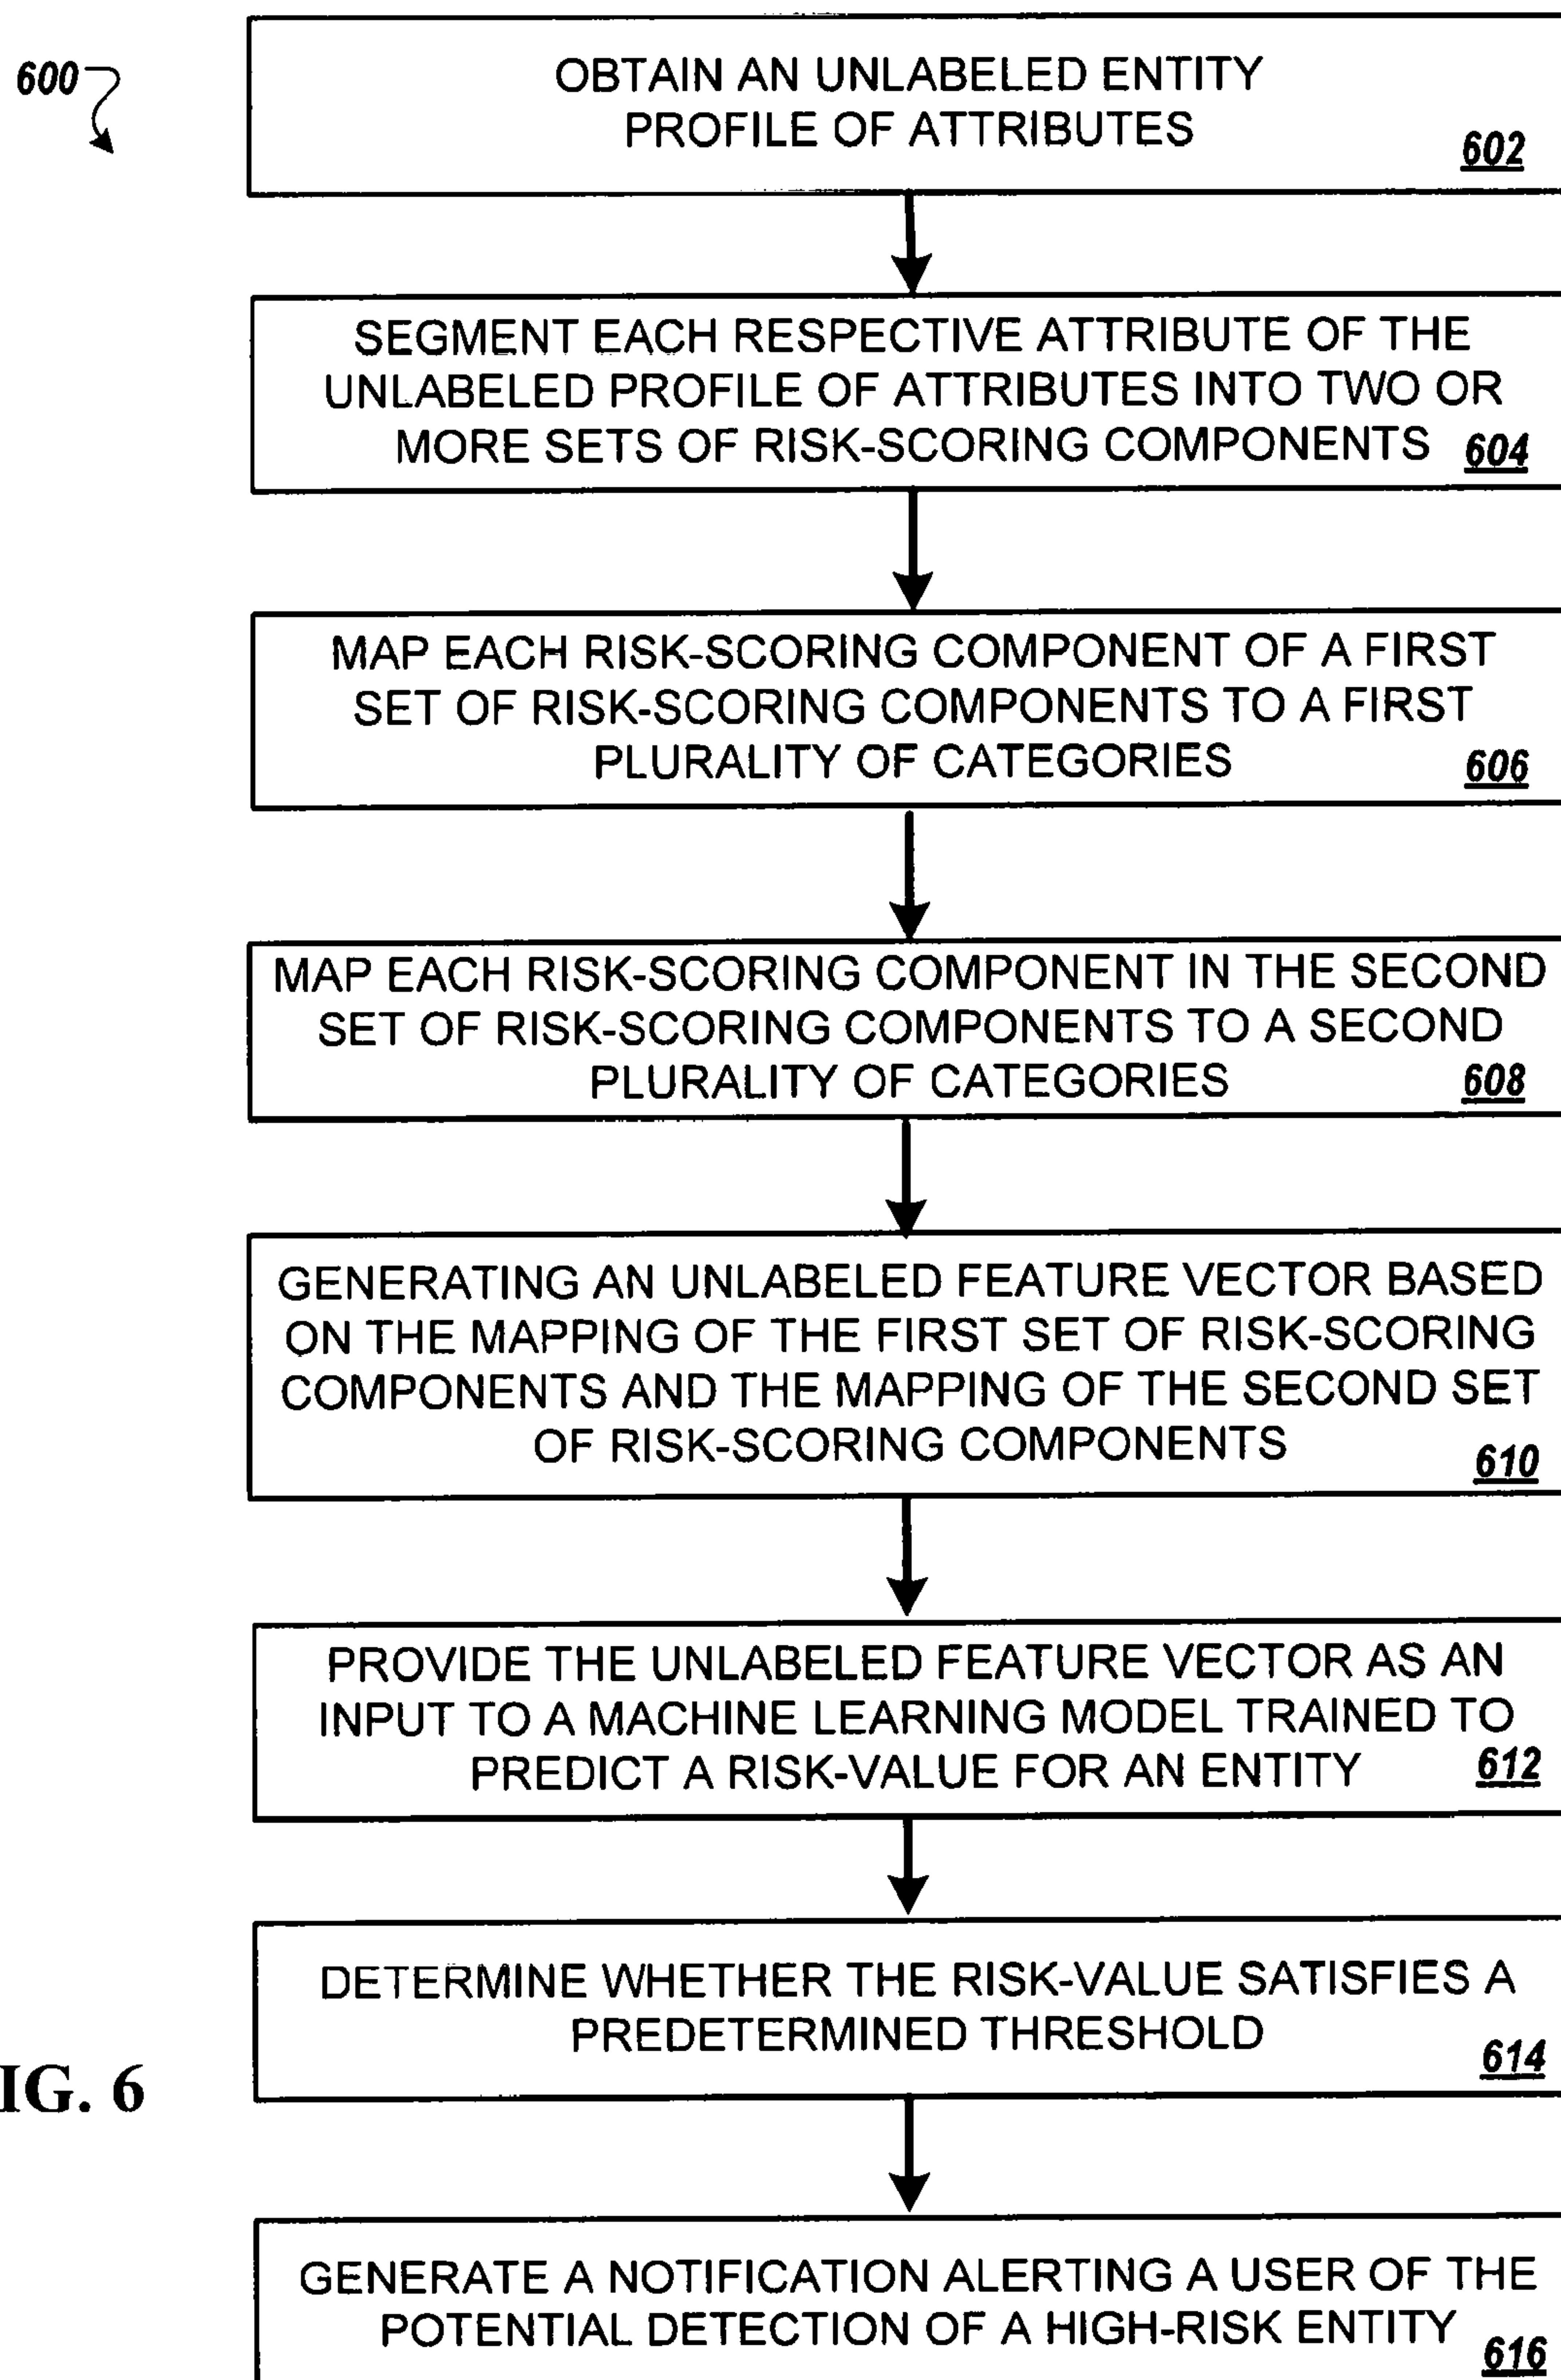 600
OBTAIN AN UNLABELED ENTITY
PROFILE OF ATTRIBUTES
602
SEGMENT EACH RESPECTIVE ATTRIBUTE OF THE
UNLABELED PROFILE OF ATTRIBUTES INTO TWO OR
MORE SETS OF RISK-SCORING COMPONENTS 604
MAP EACH RISK-SCORING COMPONENT OF A FIRST
SET OF RISK-SCORING COMPONENTS TO A FIRST
PLURALITY OF CATEGORIES 606
MAP EACH RISK-SCORING COMPONENT IN THE SECOND
SET OF RISK-SCORING COMPONENTS TO A SECOND
PLURALITY OF CATEGORIES 608
GENERATING AN UNLABELED FEATURE VECTOR BASED
ON THE MAPPING OF THE FIRST SET OF RISK-SCORING
COMPONENTS AND THE MAPPING OF THE SECOND SET
OF RISK-SCORING COMPONENTS
610
PROVIDE THE UNLABELED FEATURE VECTOR AS AN
INPUT TO A MACHINE LEARNING MODEL TRAINED TO
PREDICT A RISK-VALUE FOR AN ENTITY 612
DETERMINE WHETHER THE RISK-VALUE SATISFIES A
PREDETERMINED THRESHOLD
614
IG. 6
GENERATE A NOTIFICATION ALERTING A USER OF THE
POTENTIAL DETECTION OF A HIGH-RISK ENTITY
616